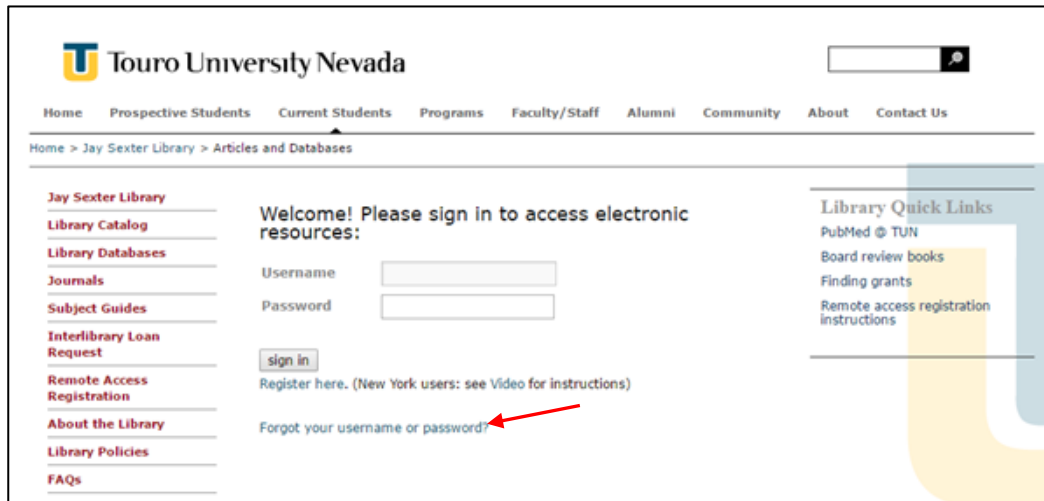 Touro University Nevada
Home Prospective Students Current Students Programs Faculty/Staff Alumni Community About Contact Us
Home > Jay Sexter Library > Articles and Databases
Jay Sexter Library
Library Catalog
Library Databases
Journals
Subject Guides
Interlibrary Loan
Request
Remote Access
Registration
About the Library
Library Policies
FAQs
Welcome! Please sign in to access electronic
resources:
Username
Password
sign in
Register here. (New York users: see Video for instructions)
Forgot your username or password?
Library Quick Links
PubMed @ TUN
Board review books
Finding grants
Remote access registration
instructions